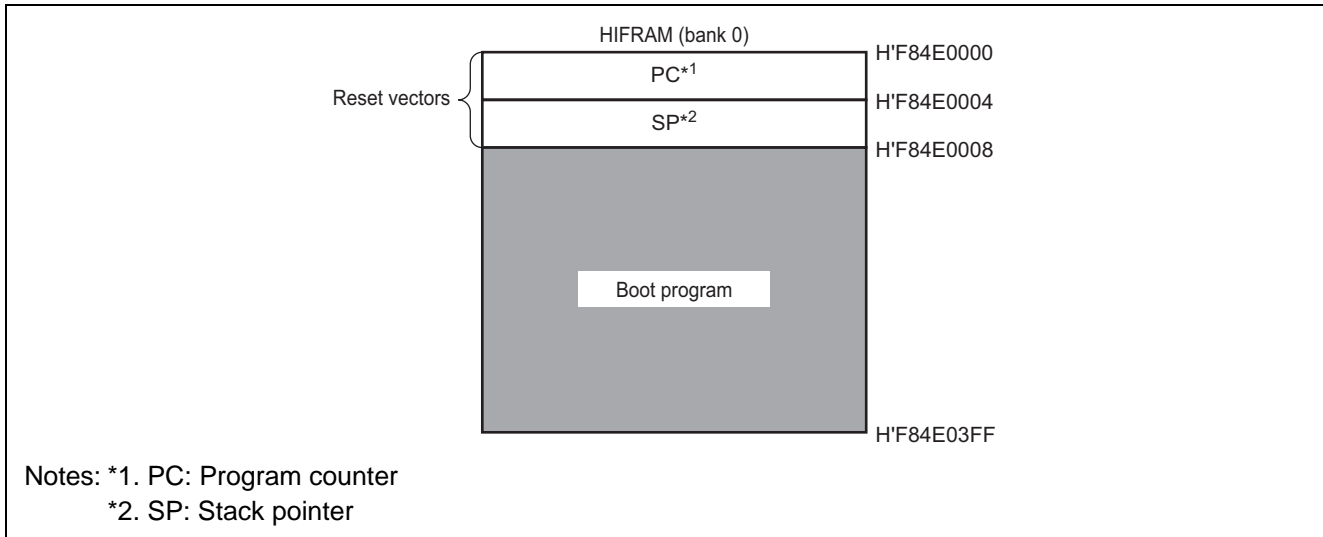 HIFRAM (bank 0)
H'F84E0000
PC*1
Reset vectors
H'F84E0004
SP*2
H'F84E0008
Boot program
H'F84E03FF
Notes: *1. PC: Program counter
*2. SP: Stack pointer